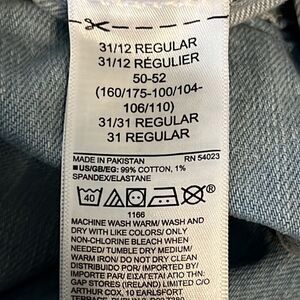 31/12 REGULAR
31/12 RÉGULIER
50-52
(160/175-100/104-
106/110)
31/31 REGULAR
31 REGULAR
MADE IN PAKISTAN RN 54023
■US/GB/EG: 99% COTTON, 1%
SPANDEX/ELASTANE
40
1166
MACHINE WASH WARM/ WASH AND
DRY WITH LIKE COLORS/ ONLY
NON-CHLORINE BLEACH WHEN
NEEDED/ TUMBLE DRY MEDIUM/
WARM IRON/ DO NOT DRY CLEAN
DISTRIBUIDO POR/ IMPORTED BY/
IMPORTE PAR/ ΕΙΣΑΓΕΤΑΙ ΑΠΟ ΤΗΝ:
GAP STORES (IRELAND) LIMITED C/O
ARTHUR COX, 10 EARLSFORT